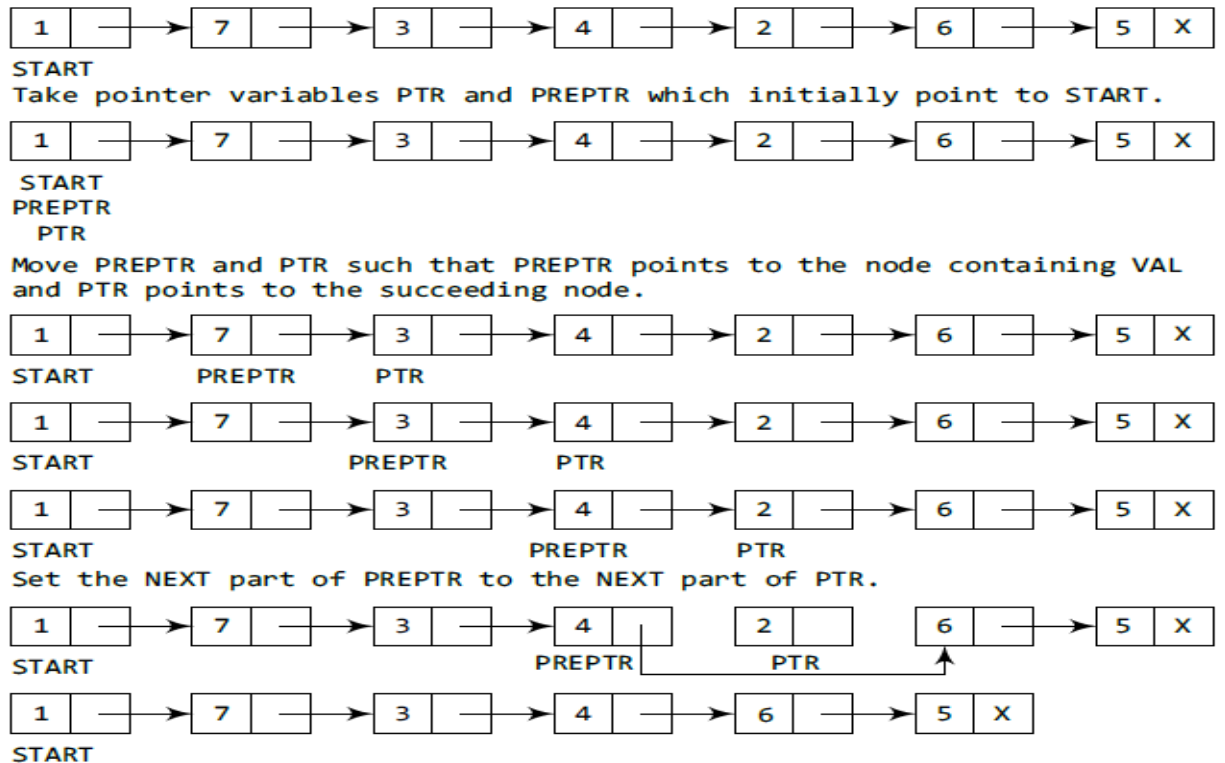 1 7 3 4 2 6 5 X
START
Take pointer variables PTR and PREPTR which initially point to START.
1 7 3 4 2 6 5 X
START
PREPTR
PTR
Move PREPTR and PTR such that PREPTR points to the node containing VAL
and PTR points to the succeeding node.
1 7 3 4 2 6 5 X
START PREPTR PTR
1 7 3 4 2 6 5 X
START PREPTR PTR
1 7 3 4 2 6 5 X
START PREPTR PTR
Set the NEXT part of PREPTR to the NEXT part of PTR.
1 7 3 4 2 6 5 X
START PREPTR PTR
1 7 3 4 6 5 X
START